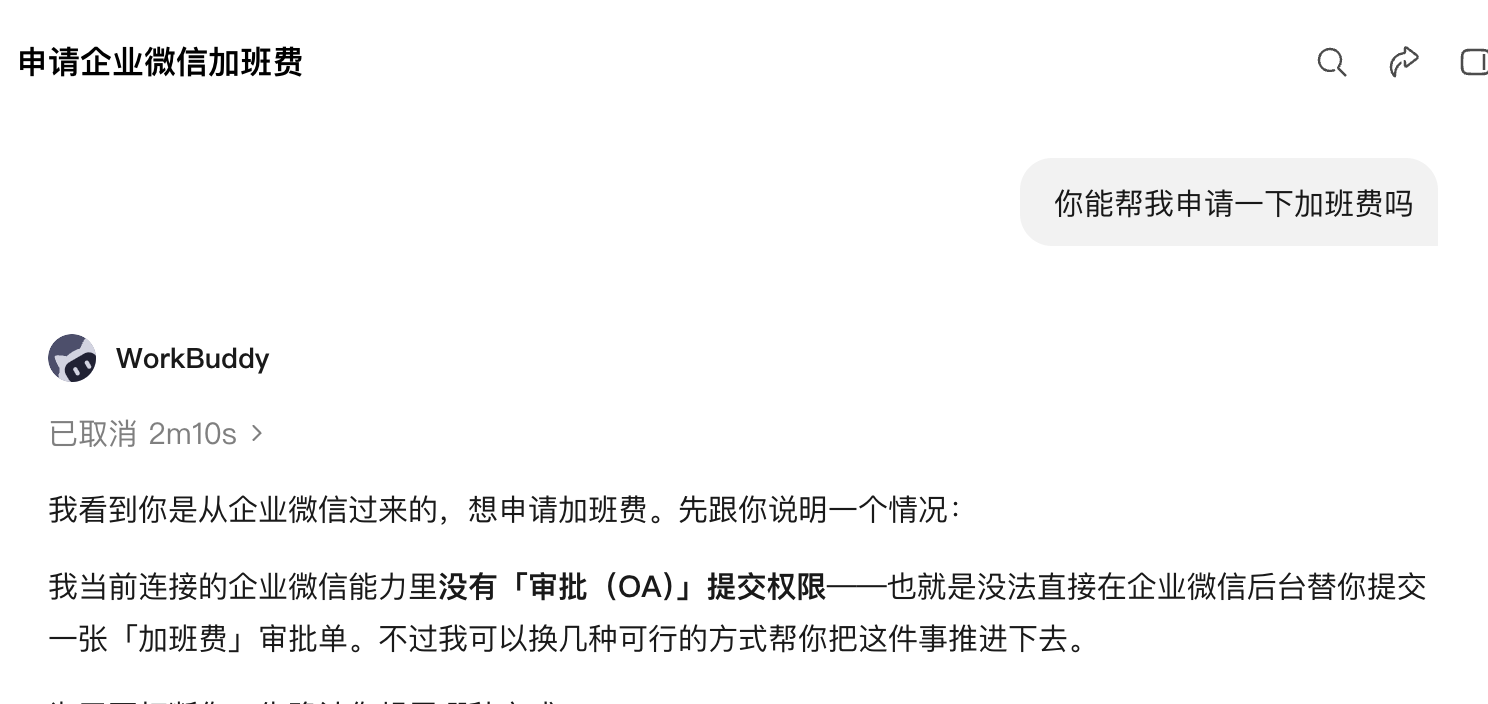 申请企业微信加班费
你能帮我申请一下加班费吗
WorkBuddy
已取消 2m10s >
我看到你是从企业微信过来的，想申请加班费。先跟你说明一个情况：
我当前连接的企业微信能力里没有「审批（OA）」提交权限——也就是没法直接在企业微信后台替你提交
一张「加班费」审批单。不过我可以换几种可行的方式帮你把这件事推进下去。